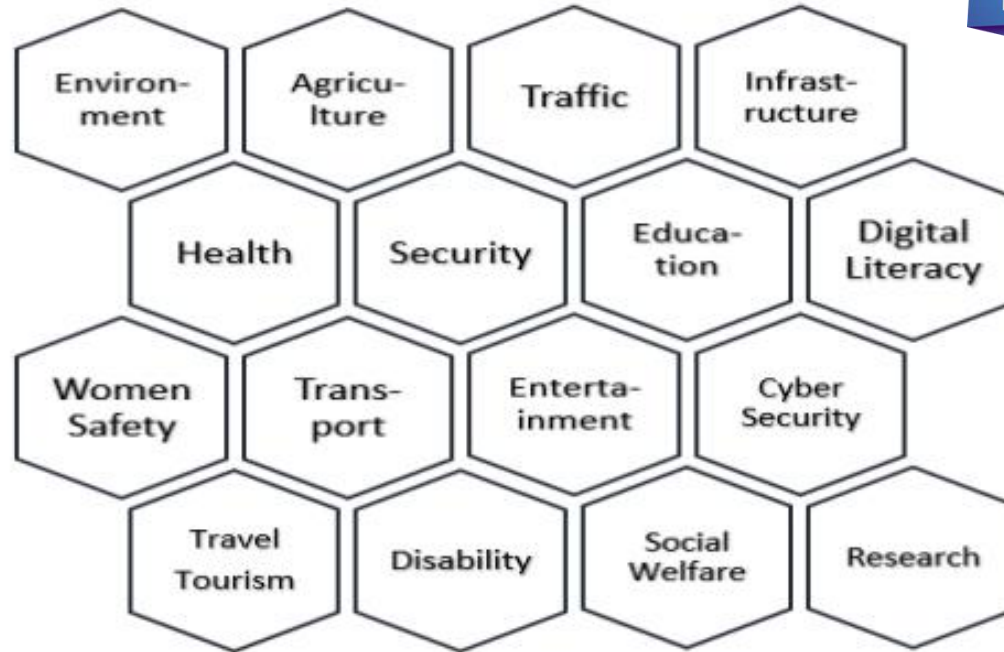 Environ-
ment
Agricu-
lture
Traffic
Infrast-
ructure
Health
Security
Educa-
tion
Digital
Literacy
Women
Safety
Trans-
port
Enterta-
inment
Cyber
Security
Travel
Tourism
Disability
Social
Welfare
Research